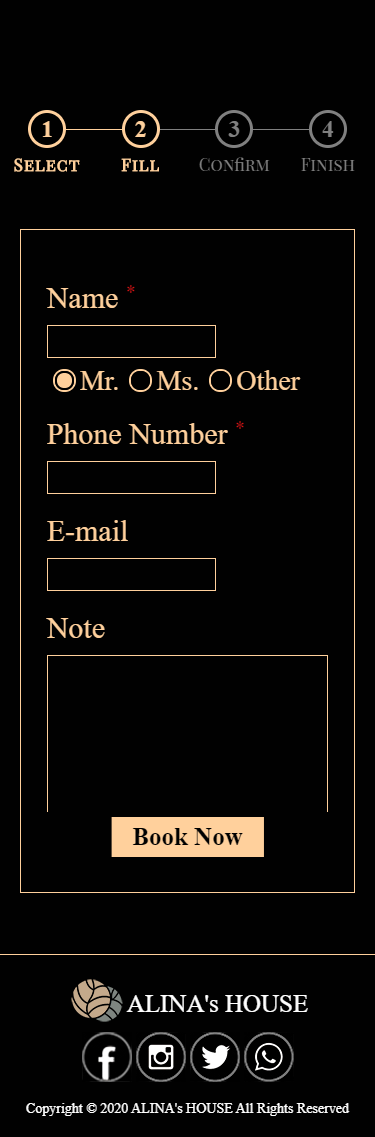 1 2 3 4
SELECT FILL CONfiRM FINISH
Name *
Mr. Ms. Other
Phone Number *
E-mail
Note
Book Now
ALINA's HOUSE
Copyright © 2020 ALINA's HOUSE All Rights Reserved